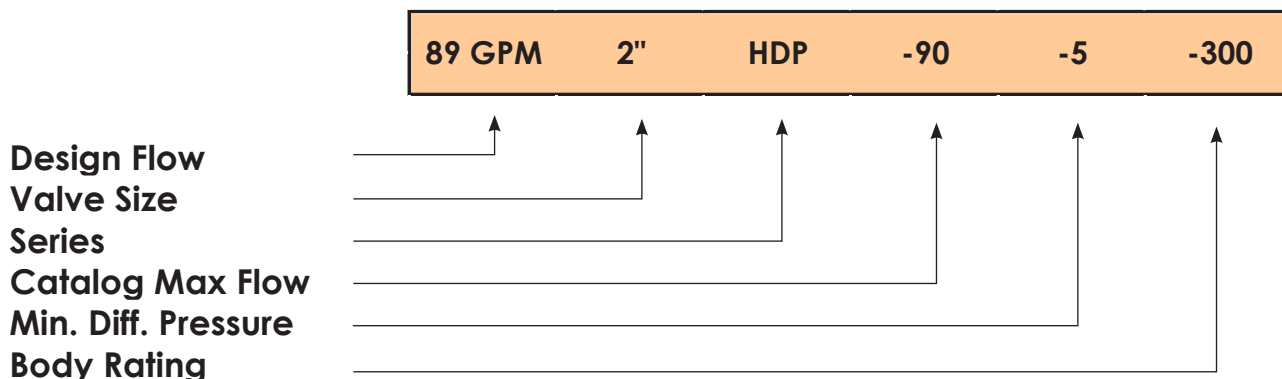 89 GPM 2" HDP -90 -5 -300
Design Flow
Valve Size
Series
Catalog Max Flow
Min. Diff. Pressure
Body Rating